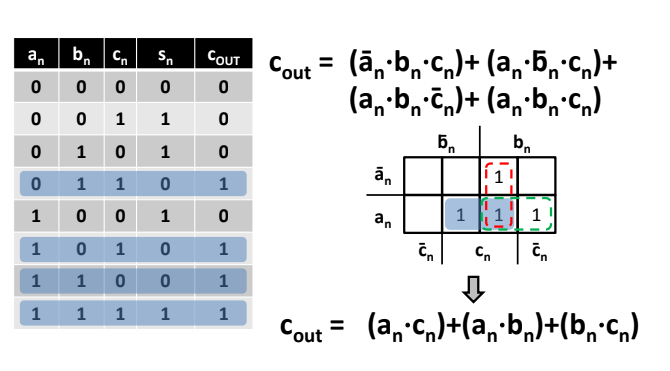 aₙ bₙ cₙ sₙ c_OUT
0 0 0 0 0
0 0 1 1 0
0 1 0 1 0
0 1 1 0 1
1 0 0 1 0
1 0 1 0 1
1 1 0 0 1
1 1 1 1 1
c_out = (āₙ·bₙ·cₙ)+ (aₙ·b̄ₙ·cₙ)+
(aₙ·bₙ·c̄ₙ)+ (aₙ·bₙ·cₙ)
b̄ₙ bₙ
āₙ 1
aₙ 1 1 1
c̄ₙ cₙ c̄ₙ
c_out = (aₙ·cₙ)+(aₙ·bₙ)+(bₙ·cₙ)